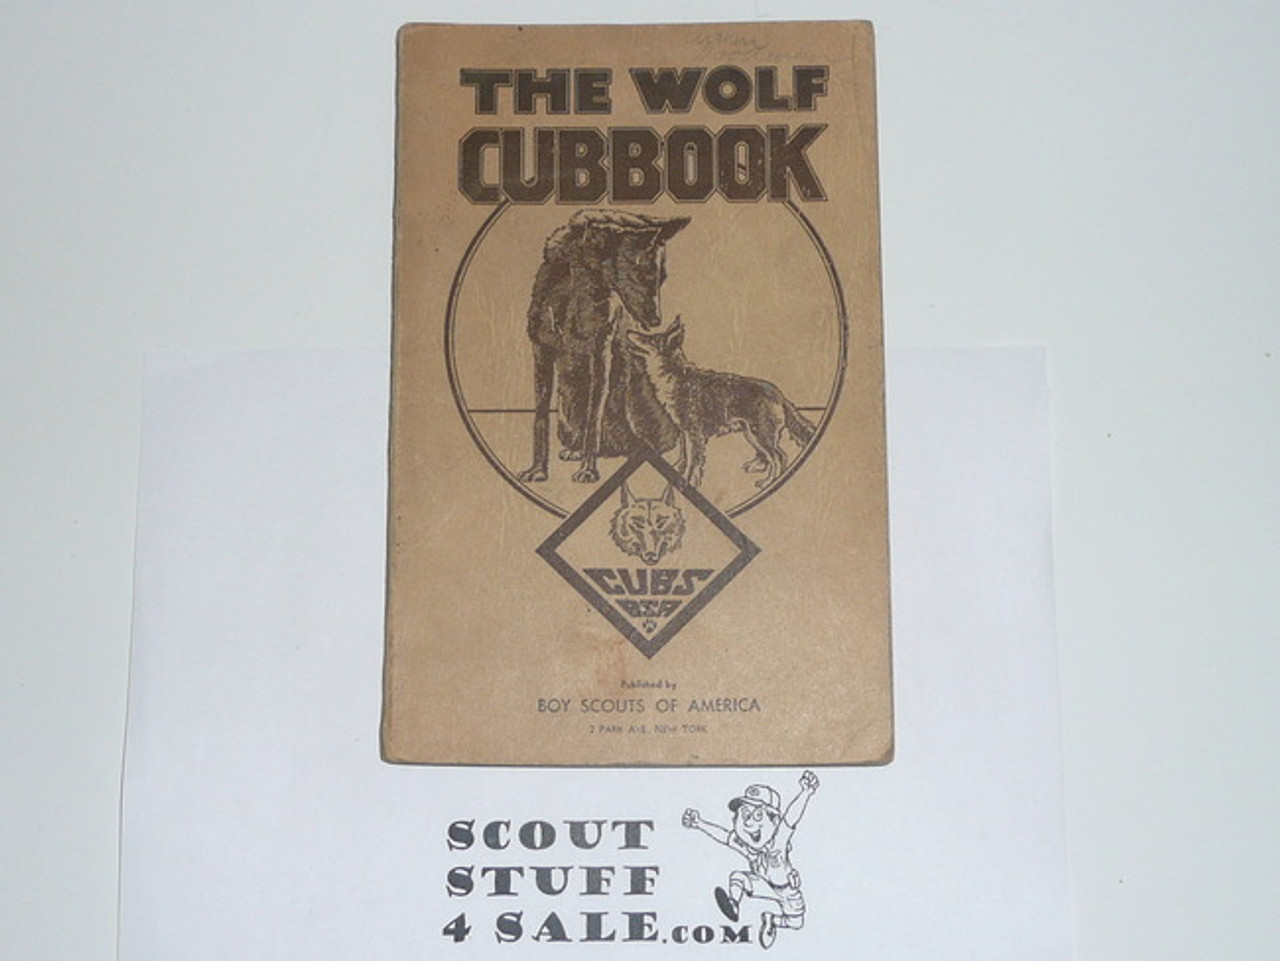 THE WOLF
CUBBOOK
CUBS
BSA
Published by
BOY SCOUTS OF AMERICA
2 PARK AVE. NEW YORK
SCOUT
STUFF
4 SALE.COM